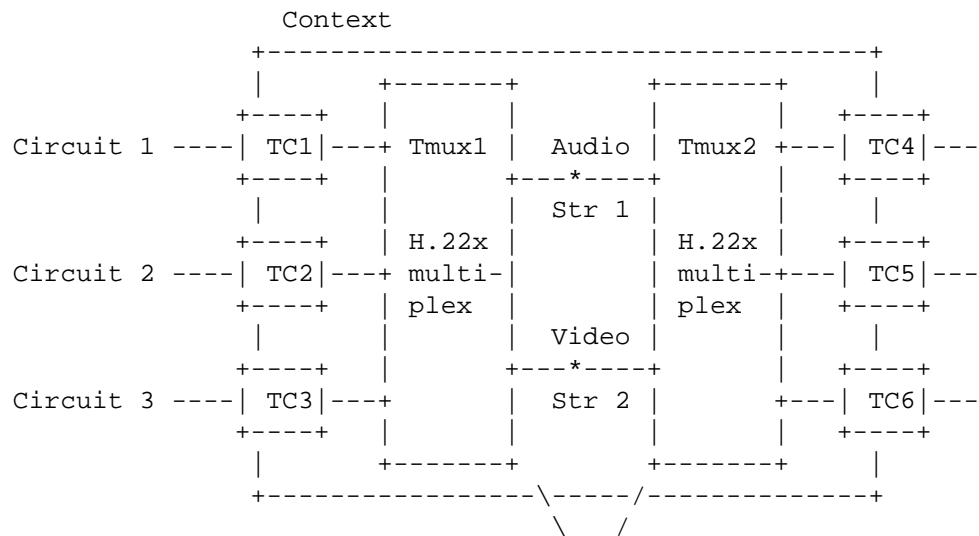 Context
Circuit 1 ----| TC1|---+ Tmux1 | Audio | Tmux2 +---| TC4|---
Str 1
H.22x H.22x
Circuit 2 ----| TC2|---+ multi-| | multi-+---| TC5|---
plex plex
Video
Circuit 3 ----| TC3|---+ | Str 2 | +---| TC6|---